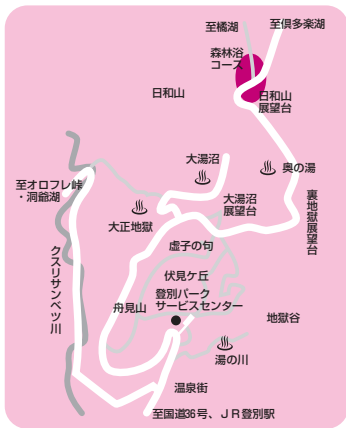 至橘湖
至倶多楽湖
森林浴
コース
日和山
日和山
展望台
大湯沼
奥の湯
至オロフレ峠
・洞爺湖
大正地獄
大湯沼
展望台
裏地獄展望台
虚子の句
クスリサンベツ川
伏見ケ丘
登別パーク
サービスセンター
舟見山
地獄谷
湯の川
温泉街
至国道36号、ＪＲ登別駅